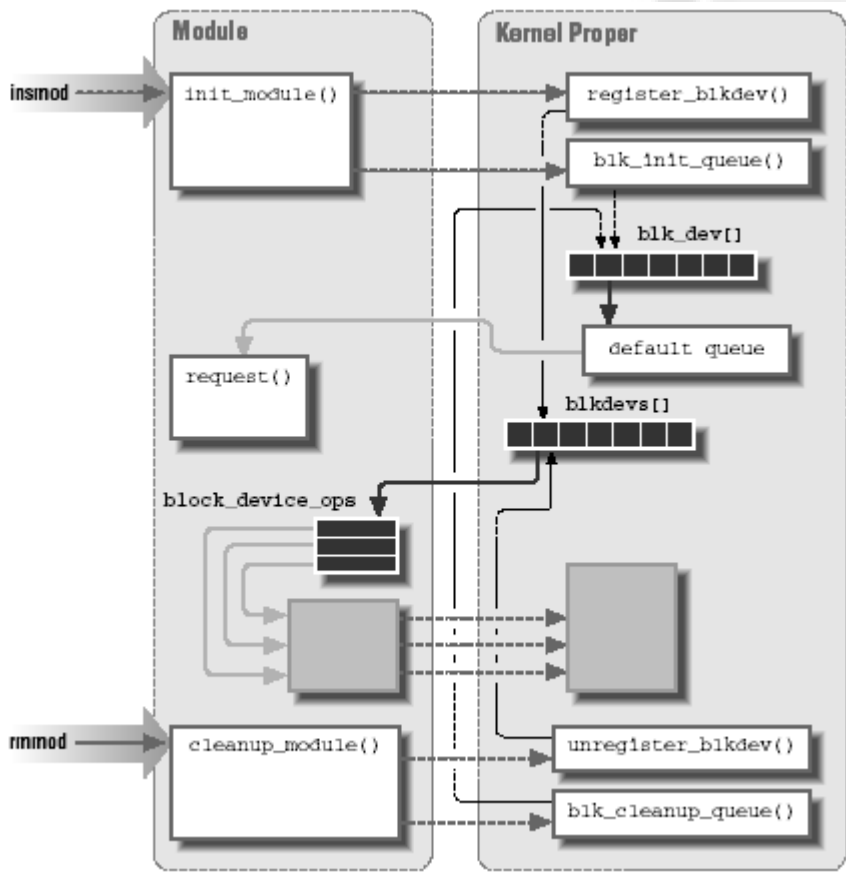 Module
Kernel Proper
insmod
init_module()
register_blkdev()
blk_init_queue()
blk_dev[]
default queue
request()
blkdevs[]
block_device_ops
rmmod
cleanup_module()
unregister_blkdev()
blk_cleanup_queue()